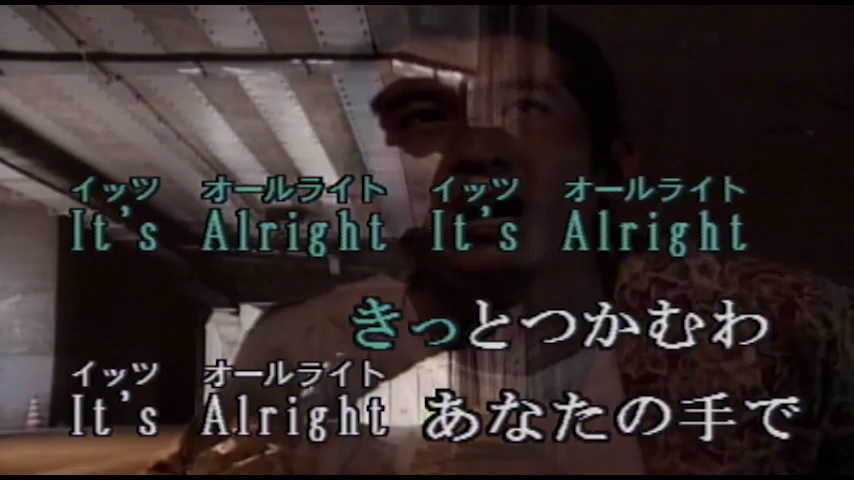 イッツ オールライト イッツ オールライト
It's Alright It's Alright
きっとつかむわ
イッツ オールライト
It's Alright あなたの手で